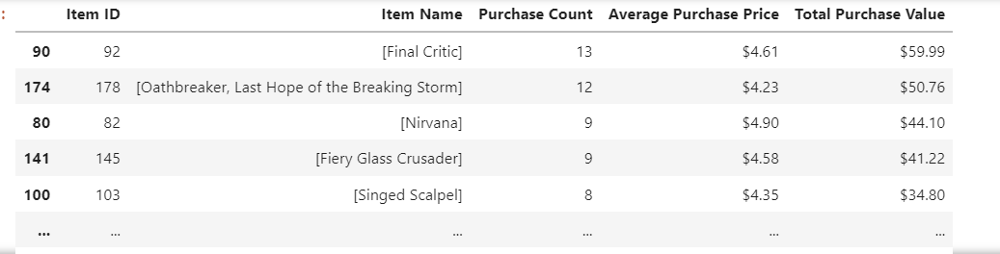 : Item ID Item Name Purchase Count Average Purchase Price Total Purchase Value
90 92 [Final Critic] 13 $4.61 $59.99
174 178 [Oathbreaker, Last Hope of the Breaking Storm] 12 $4.23 $50.76
80 82 [Nirvana] 9 $4.90 $44.10
141 145 [Fiery Glass Crusader] 9 $4.58 $41.22
100 103 [Singed Scalpel] 8 $4.35 $34.80
... ... ... ... ... ...